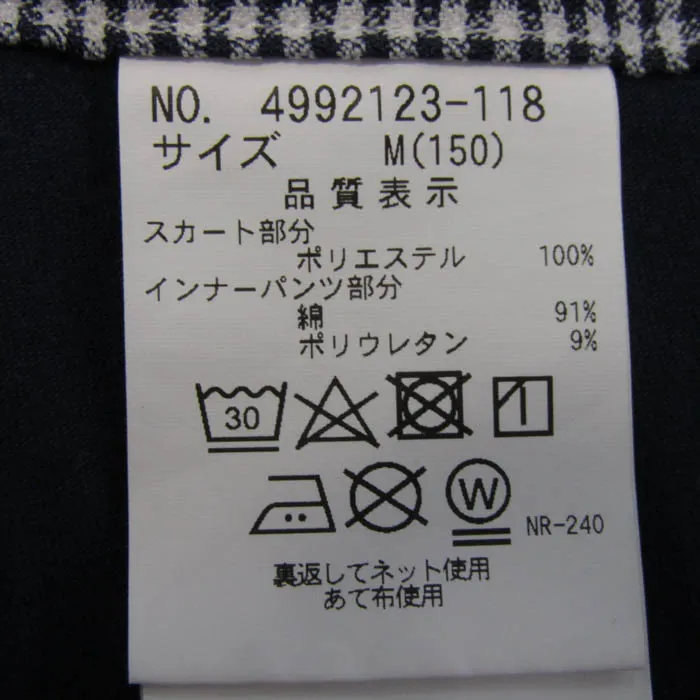 NO. 4992123-118
サイズ M(150)
品質表示
スカート部分
ポリエステル 100%
インナーパンツ部分
綿 91%
ポリウレタン 9%
30
W NR-240
裏返してネット使用
あて布使用